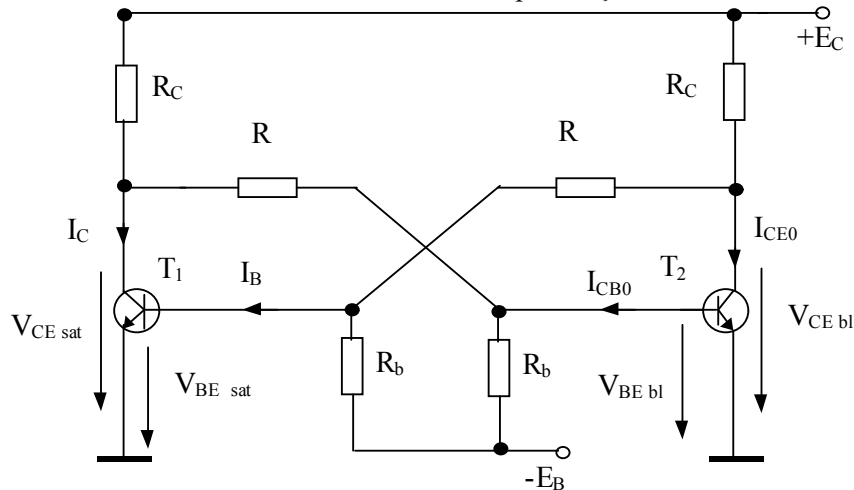 +E_C
R_C
R_C
R
R
I_C
I_CE0
T_1
I_B
I_CB0
T_2
V_CE sat
V_CE bl
R_b
R_b
V_BE sat
V_BE bl
-E_B